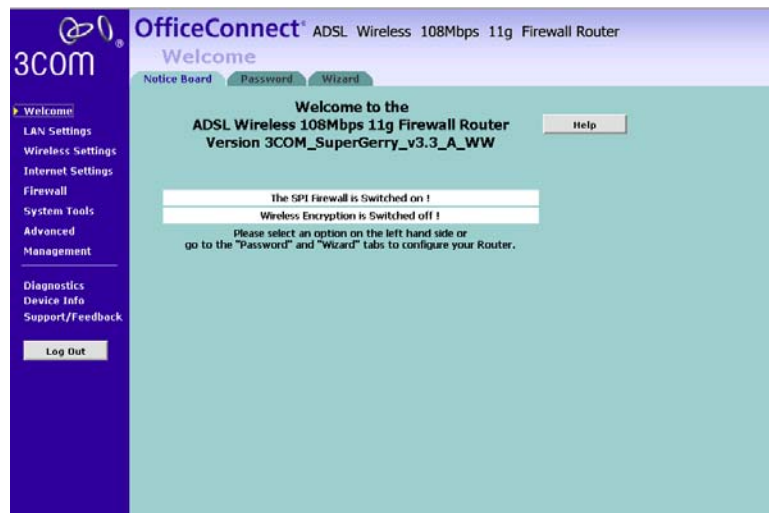 3COM
OfficeConnect® ADSL Wireless 108Mbps 11g Firewall Router
Welcome
Notice Board Password Wizard
Welcome
LAN Settings
Wireless Settings
Internet Settings
Firewall
System Tools
Advanced
Management
Diagnostics
Device Info
Support/Feedback
Log Out
Welcome to the
ADSL Wireless 108Mbps 11g Firewall Router
Version 3COM_SuperGerry_v3.3_A_WW
Help
The SPI Firewall is Switched on !
Wireless Encryption is Switched off !
Please select an option on the left hand side or
go to the "Password" and "Wizard" tabs to configure your Router.